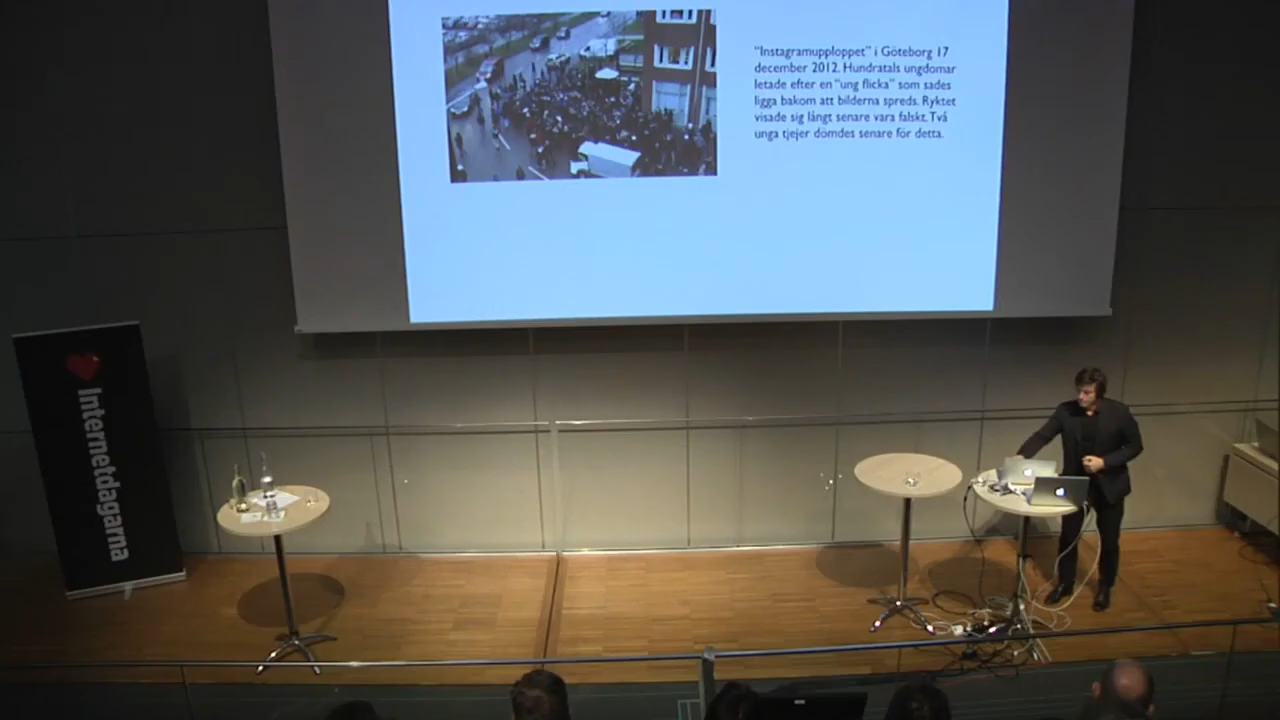 "Instagramupploppet" i Göteborg 17
december 2012. Hundratals ungdomar
letade efter en "ung flicka" som sades
ligga bakom att bilderna spreds. Ryktet
visade sig långt senare vara falskt. Två
unga tjejer dömdes senare för detta.
Internetdagarna